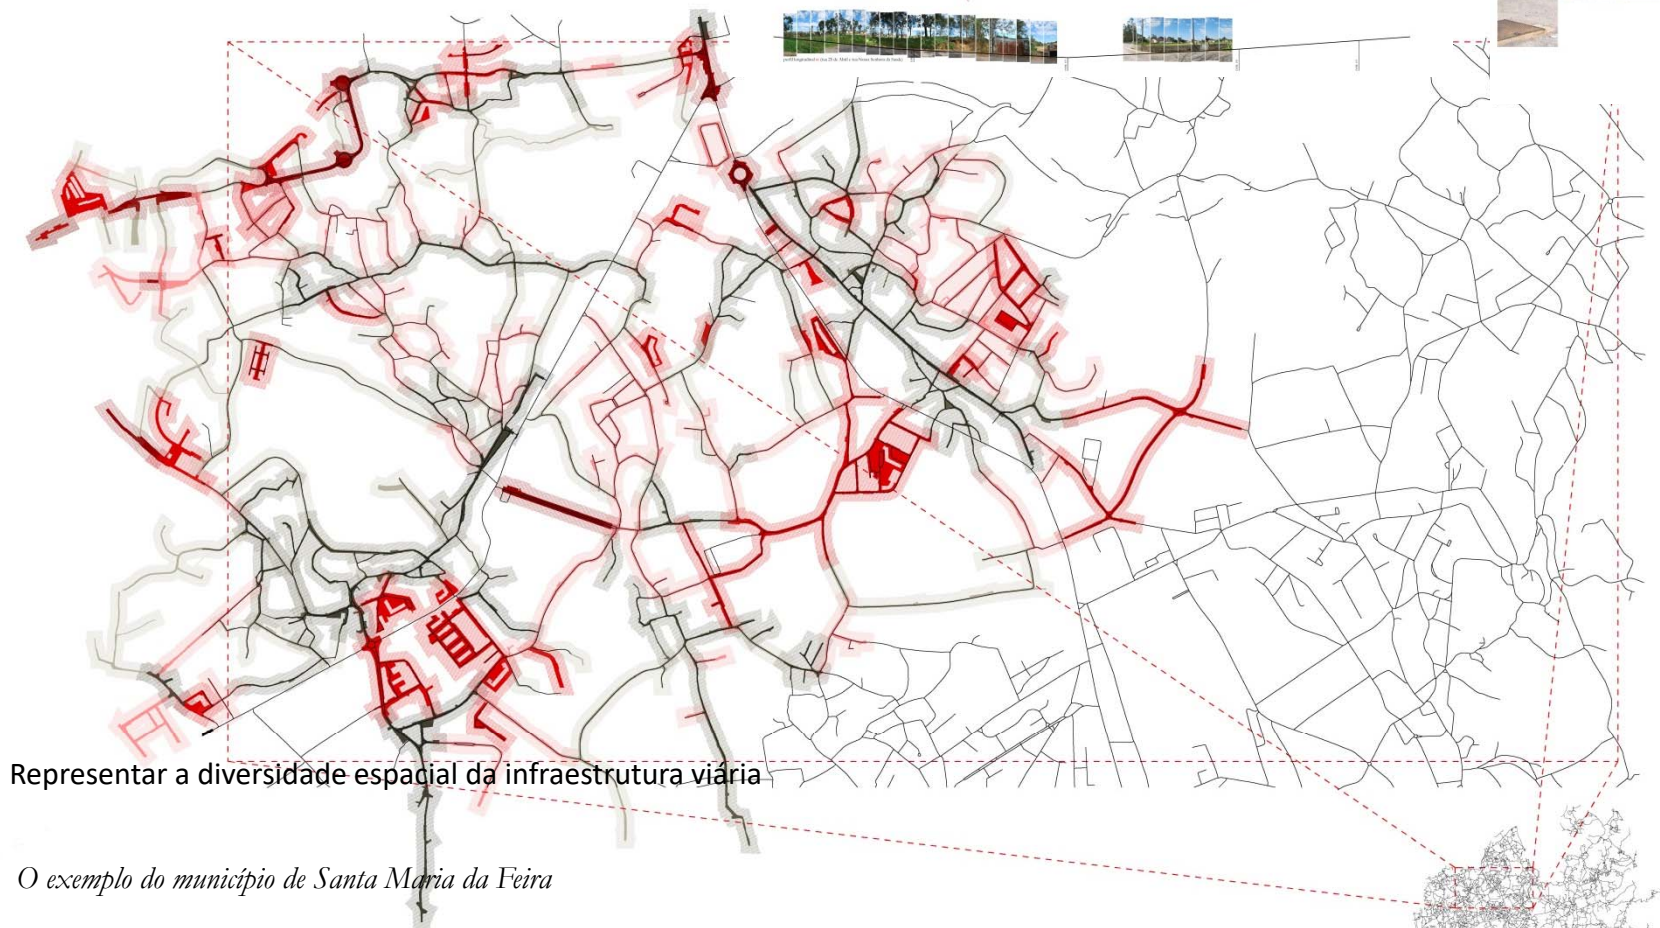 Representar a diversidade espacial da infraestrutura viária
O exemplo do município de Santa Maria da Feira